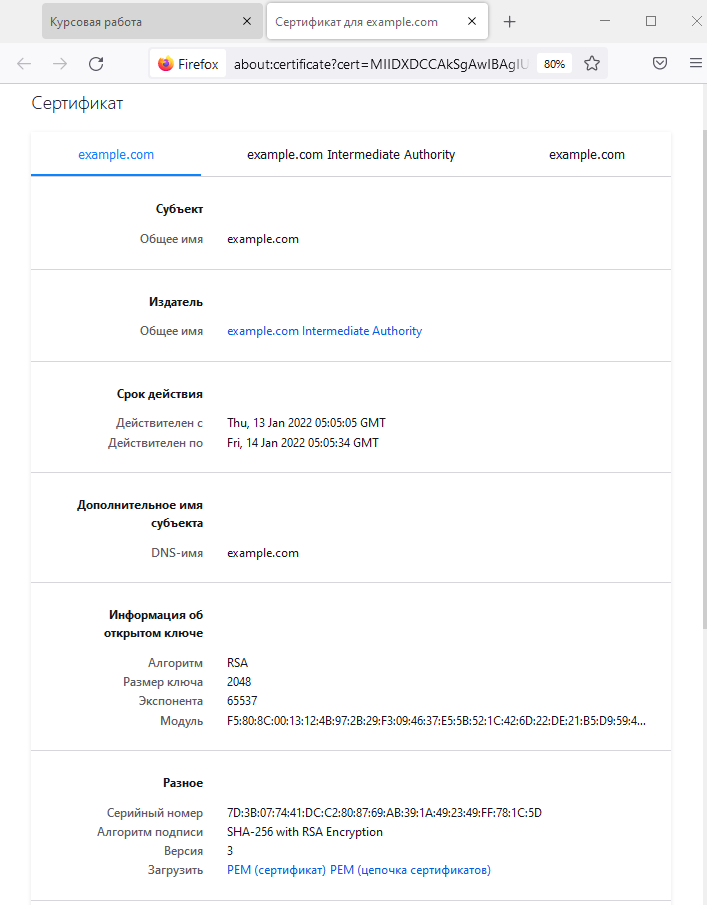 Курсовая работа
Сертификат для example.com
Firefox about:certificate?cert=MIIDXDCCAkSgAwIBAgIU 80%
Сертификат
example.com example.com Intermediate Authority example.com
Субъект
Общее имя example.com
Издатель
Общее имя example.com Intermediate Authority
Срок действия
Действителен с Thu, 13 Jan 2022 05:05:05 GMT
Действителен по Fri, 14 Jan 2022 05:05:34 GMT
Дополнительное имя
субъекта
DNS-имя example.com
Информация об
открытом ключе
Алгоритм RSA
Размер ключа 2048
Экспонента 65537
Модуль F5:80:8C:00:13:12:4B:97:2B:29:F3:09:46:37:E5:5B:52:1C:42:6D:22:DE:21:B5:D9:59:4...
Разное
Серийный номер 7D:3B:07:74:41:DC:C2:80:87:69:AB:39:1A:49:23:49:FF:78:1C:5D
Алгоритм подписи SHA-256 with RSA Encryption
Версия 3
Загрузить PEM (сертификат) PEM (цепочка сертификатов)